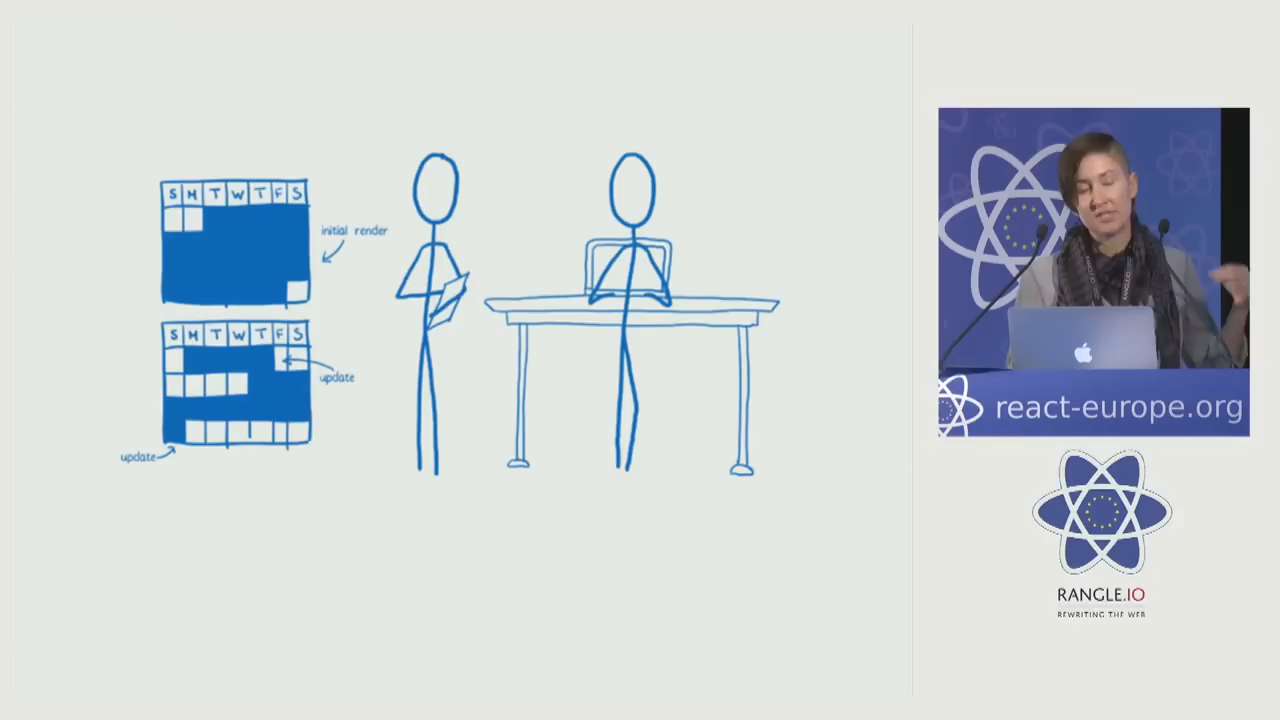 S M T W T F S
initial render
S M T W T F S
update
update
react-europe.org
RANGLE.IO
REWRITING THE WEB